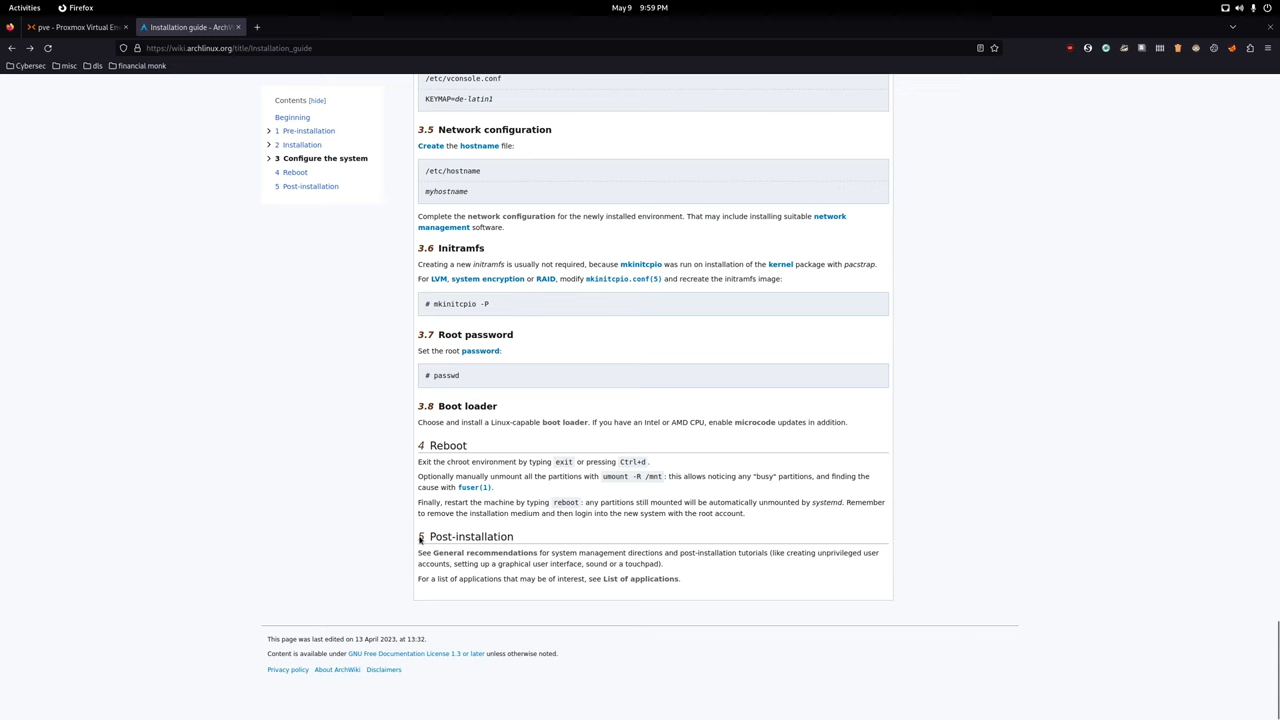 Activities
Firefox
May 9 9:59 PM
pve - Proxmox Virtual En
Installation guide - ArchW
https://wiki.archlinux.org/title/Installation_guide
Cybersec
misc
dls
financial monk
Contents [hide]
Beginning
1 Pre-installation
2 Installation
3 Configure the system
4 Reboot
5 Post-installation
/etc/vconsole.conf
KEYMAP=de-latin1
3.5 Network configuration
Create the hostname file:
/etc/hostname
myhostname
Complete the network configuration for the newly installed environment. That may include installing suitable network
management software.
3.6 Initramfs
Creating a new initramfs is usually not required, because mkinitcpio was run on installation of the kernel package with pacstrap.
For LVM, system encryption or RAID, modify mkinitcpio.conf(5) and recreate the initramfs image:
# mkinitcpio -P
3.7 Root password
Set the root password:
# passwd
3.8 Boot loader
Choose and install a Linux-capable boot loader. If you have an Intel or AMD CPU, enable microcode updates in addition.
4 Reboot
Exit the chroot environment by typing exit or pressing Ctrl+d.
Optionally manually unmount all the partitions with umount -R /mnt: this allows noticing any "busy" partitions, and finding the
cause with fuser(1).
Finally, restart the machine by typing reboot: any partitions still mounted will be automatically unmounted by systemd. Remember
to remove the installation medium and then login into the new system with the root account.
5 Post-installation
See General recommendations for system management directions and post-installation tutorials (like creating unprivileged user
accounts, setting up a graphical user interface, sound or a touchpad).
For a list of applications that may be of interest, see List of applications.
This page was last edited on 13 April 2023, at 13:32.
Content is available under GNU Free Documentation License 1.3 or later unless otherwise noted.
Privacy policy
About ArchWiki
Disclaimers